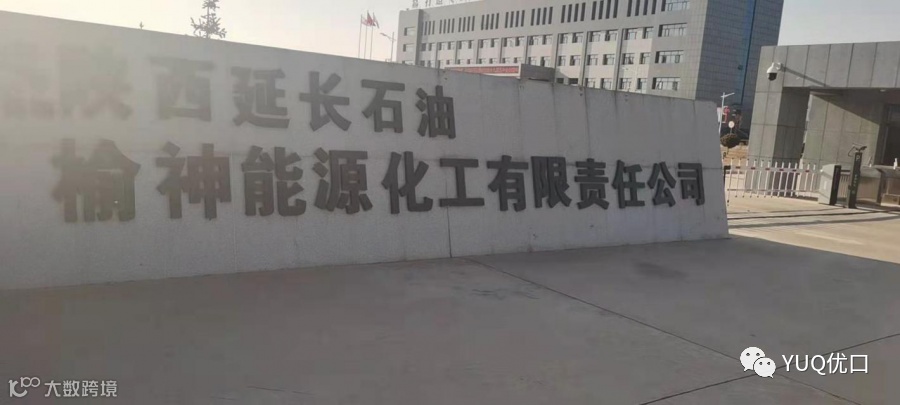 陕西延长石油
榆神能源化工有限责任公司
YUQ优口
大数跨境